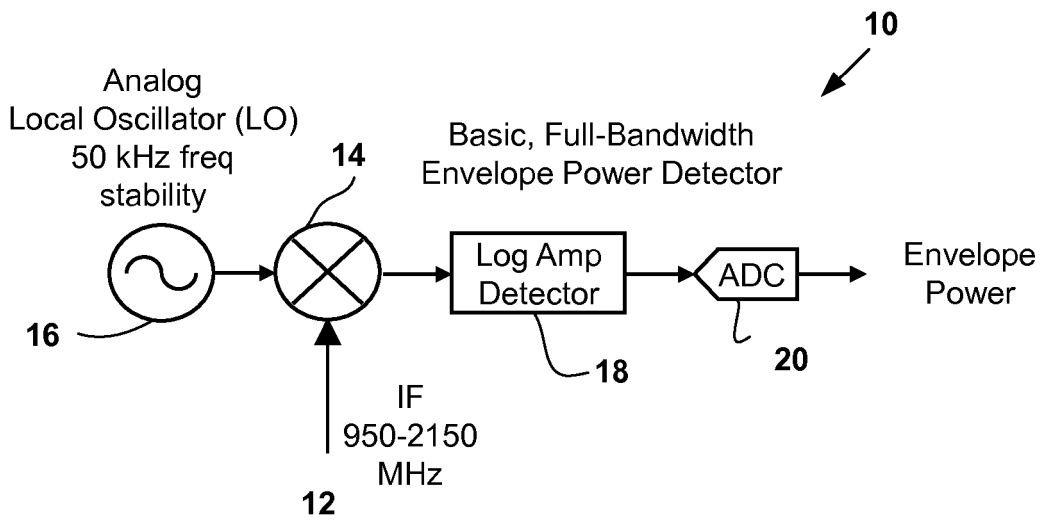 10
Analog
Local Oscillator (LO)
50 kHz freq
stability
14
Basic, Full-Bandwidth
Envelope Power Detector
Log Amp
Detector
ADC
Envelope
Power
16
18
20
IF
950-2150
MHz
12